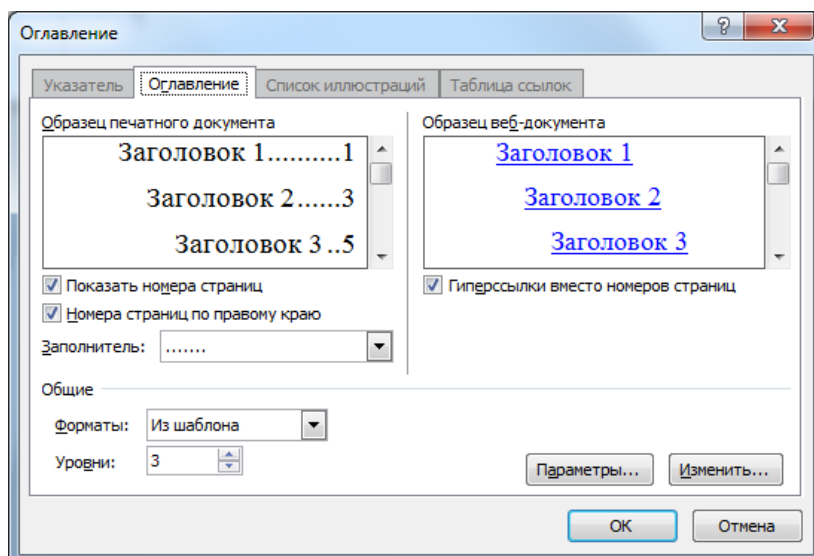 Оглавление
Указатель Оглавление Список иллюстраций Таблица ссылок
Образец печатного документа
Заголовок 1..........1
Заголовок 2......3
Заголовок 3 ..5
Показать номера страниц
Номера страниц по правому краю
Заполнитель: .......
Образец веб-документа
Заголовок 1
Заголовок 2
Заголовок 3
Гиперссылки вместо номеров страниц
Общие
Форматы: Из шаблона
Уровни: 3
Параметры... Изменить...
ОК Отмена